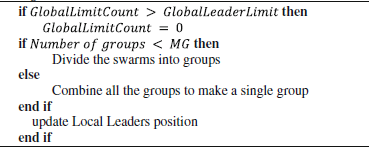 if GlobalLimitCount > GlobalLeaderLimit then
GlobalLimitCount = 0
if Number of groups < MG then
Divide the swarms into groups
else
Combine all the groups to make a single group
end if
update Local Leaders position
end if